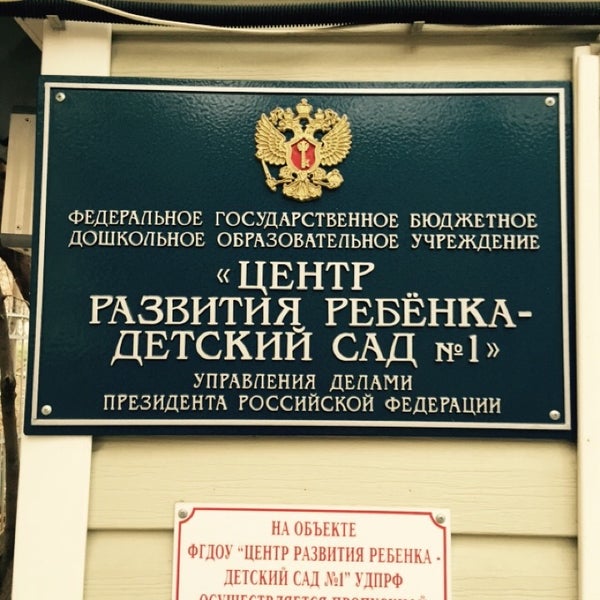 ФЕДЕРАЛЬНОЕ ГОСУДАРСТВЕННОЕ БЮДЖЕТНОЕ
ДОШКОЛЬНОЕ ОБРАЗОВАТЕЛЬНОЕ УЧРЕЖДЕНИЕ
«ЦЕНТР
РАЗВИТИЯ РЕБЁНКА-
ДЕТСКИЙ САД №1»
УПРАВЛЕНИЯ ДЕЛАМИ
ПРЕЗИДЕНТА РОССИЙСКОЙ ФЕДЕРАЦИИ
НА ОБЪЕКТЕ
ФГДОУ "ЦЕНТР РАЗВИТИЯ РЕБЕНКА -
ДЕТСКИЙ САД №1" УДПРФ
ОСУЩЕСТВЛЯЕТСЯ